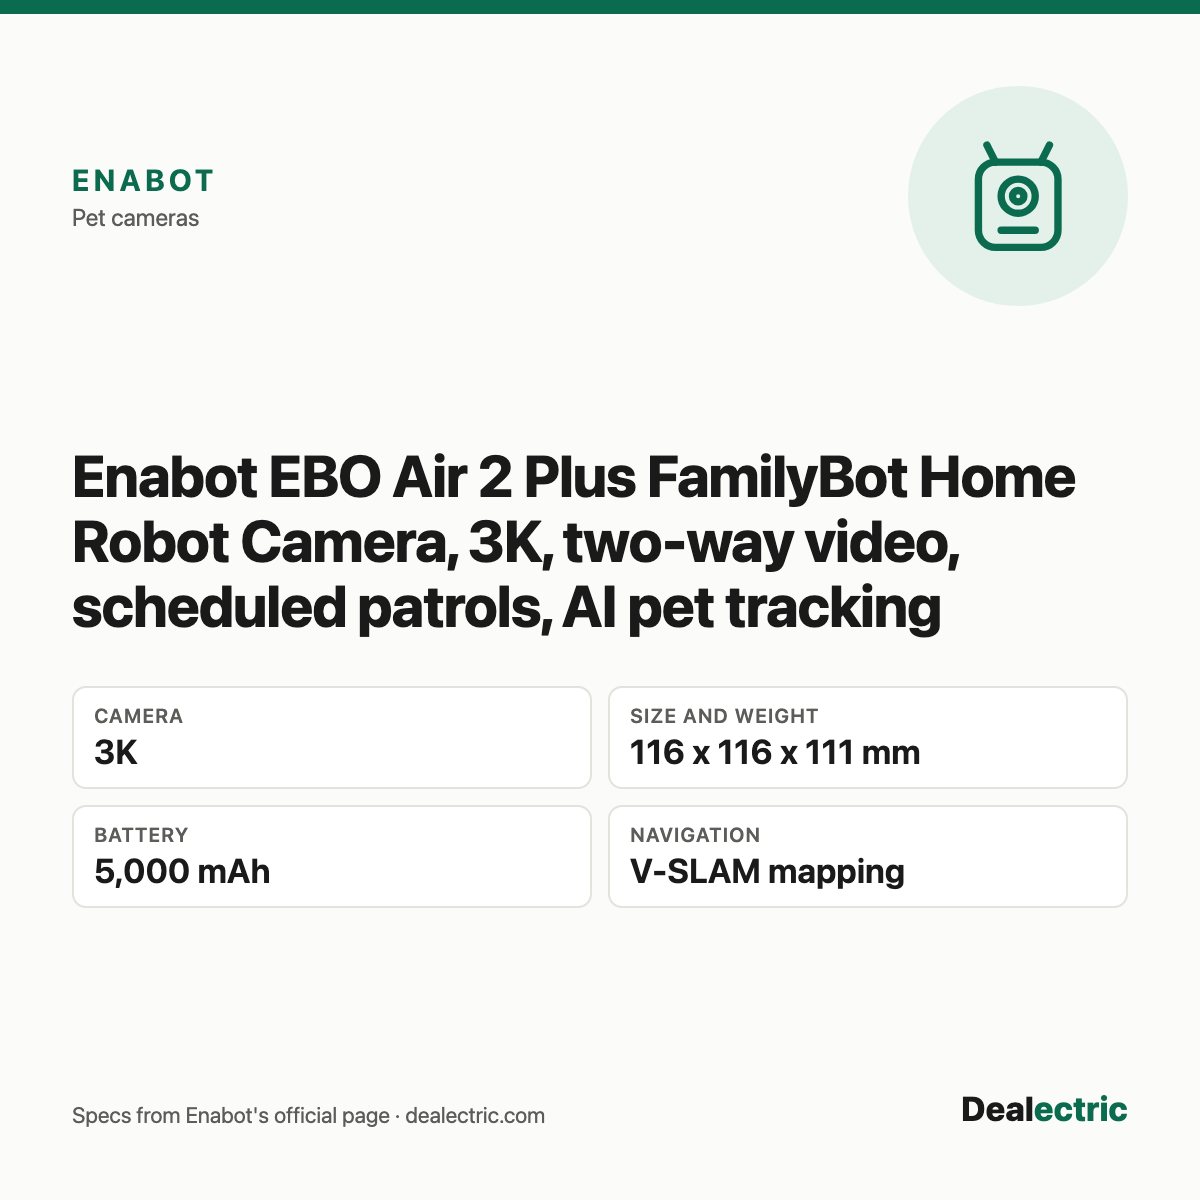 ENABOT
Pet cameras
Enabot EBO Air 2 Plus FamilyBot Home
Robot Camera, 3K, two-way video,
scheduled patrols, AI pet tracking
CAMERA
3K
SIZE AND WEIGHT
116 x 116 x 111 mm
BATTERY
5,000 mAh
NAVIGATION
V-SLAM mapping
Specs from Enabot's official page · dealectric.com
Dealectric